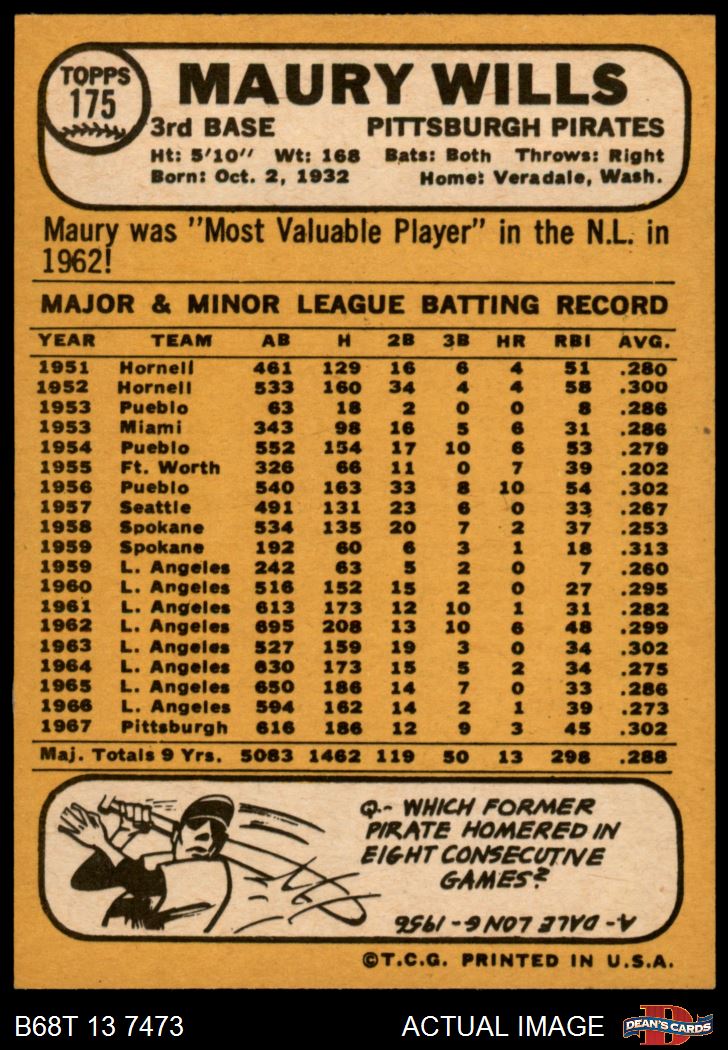 TOPPS
175
MAURY WILLS
3rd BASE PITTSBURGH PIRATES
Ht: 5'10" Wt: 168 Bats: Both Throws: Right
Born: Oct. 2, 1932 Home: Veradale, Wash.
Maury was "Most Valuable Player" in the N.L. in
1962!
MAJOR & MINOR LEAGUE BATTING RECORD
YEAR TEAM AB H 2B 3B HR RBI AVG.
1951 Hornell 461 129 16 6 4 51 .280
1952 Hornell 533 160 34 4 4 58 .300
1953 Pueblo 63 18 2 0 0 8 .286
1953 Miami 343 98 16 5 6 31 .286
1954 Pueblo 552 154 17 10 6 53 .279
1955 Ft. Worth 326 66 11 0 7 39 .202
1956 Pueblo 540 163 33 8 10 54 .302
1957 Seattle 491 131 23 6 0 33 .267
1958 Spokane 534 135 20 7 2 37 .253
1959 Spokane 192 60 6 3 1 18 .313
1959 L. Angeles 242 63 5 2 0 7 .260
1960 L. Angeles 516 152 15 2 0 27 .295
1961 L. Angeles 613 173 12 10 1 31 .282
1962 L. Angeles 695 208 13 10 6 48 .299
1963 L. Angeles 527 159 19 3 0 34 .302
1964 L. Angeles 630 173 15 5 2 34 .275
1965 L. Angeles 650 186 14 7 0 33 .286
1966 L. Angeles 594 162 14 2 1 39 .273
1967 Pittsburgh 616 186 12 9 3 45 .302
Maj. Totals 9 Yrs. 5083 1462 119 50 13 298 .288
Q-- WHICH FORMER
PIRATE HOMERED IN
EIGHT CONSECUTIVE
GAMES?
A- DALE LONG - 1956
©T.C.G. PRINTED IN U.S.A.
B68T 13 7473 ACTUAL IMAGE
D
DEAN'S CARDS